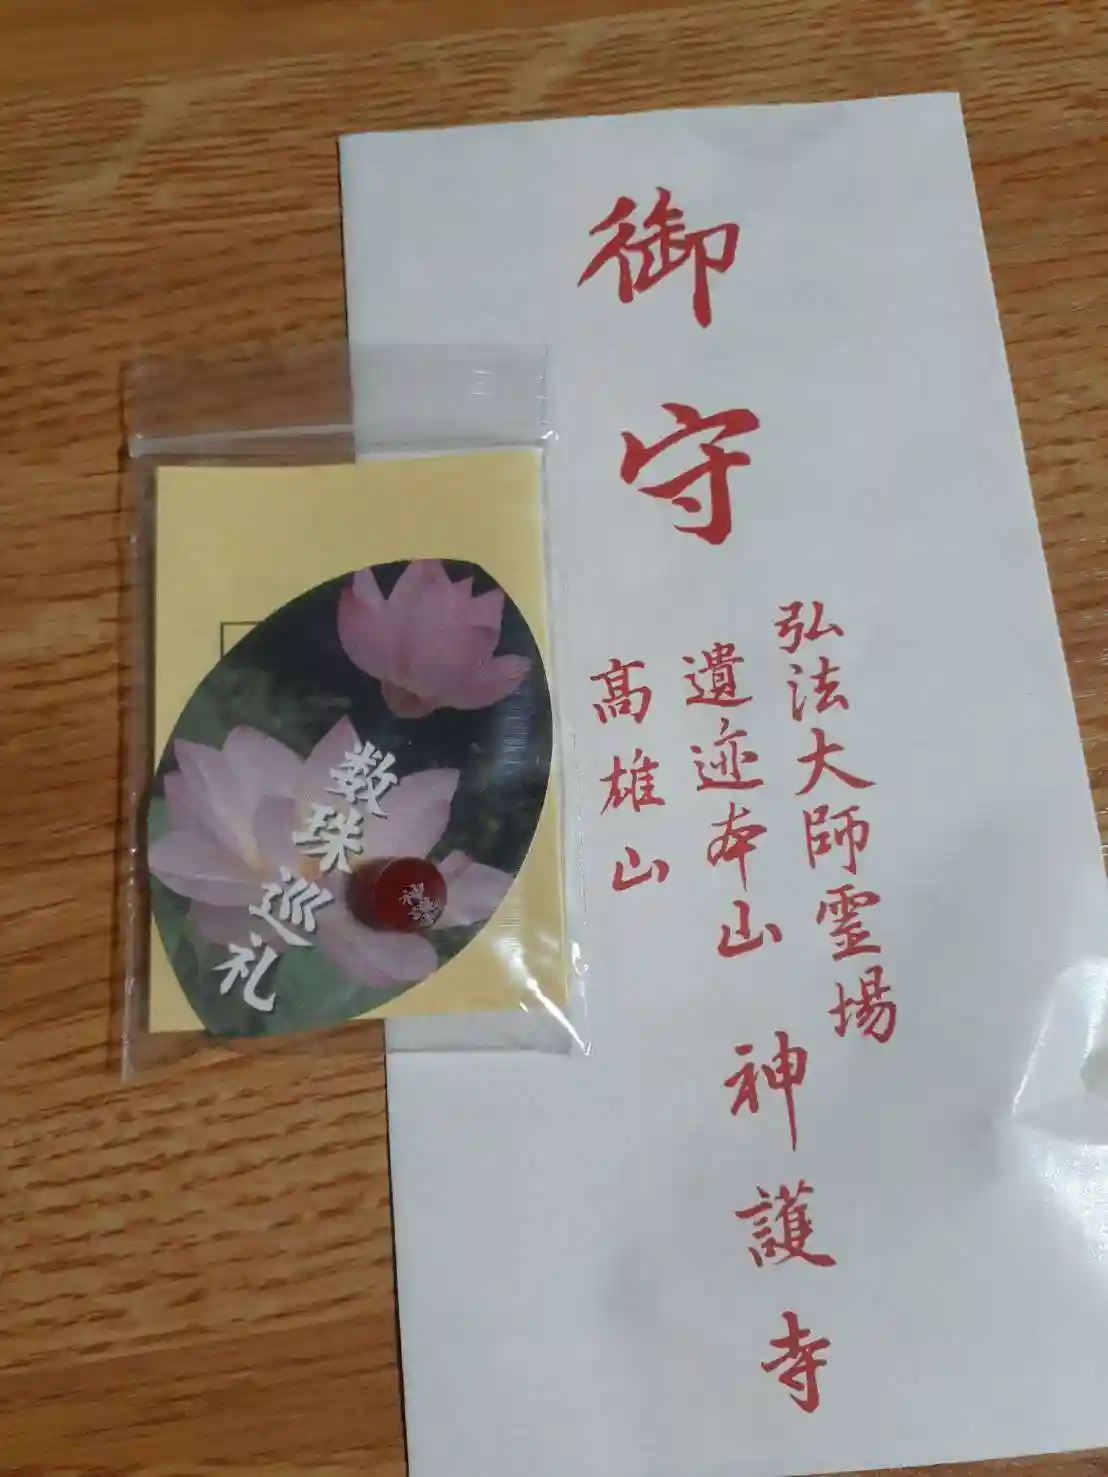 御守
弘法大師霊場
遺迹本山 神護寺
高雄山
数珠巡礼